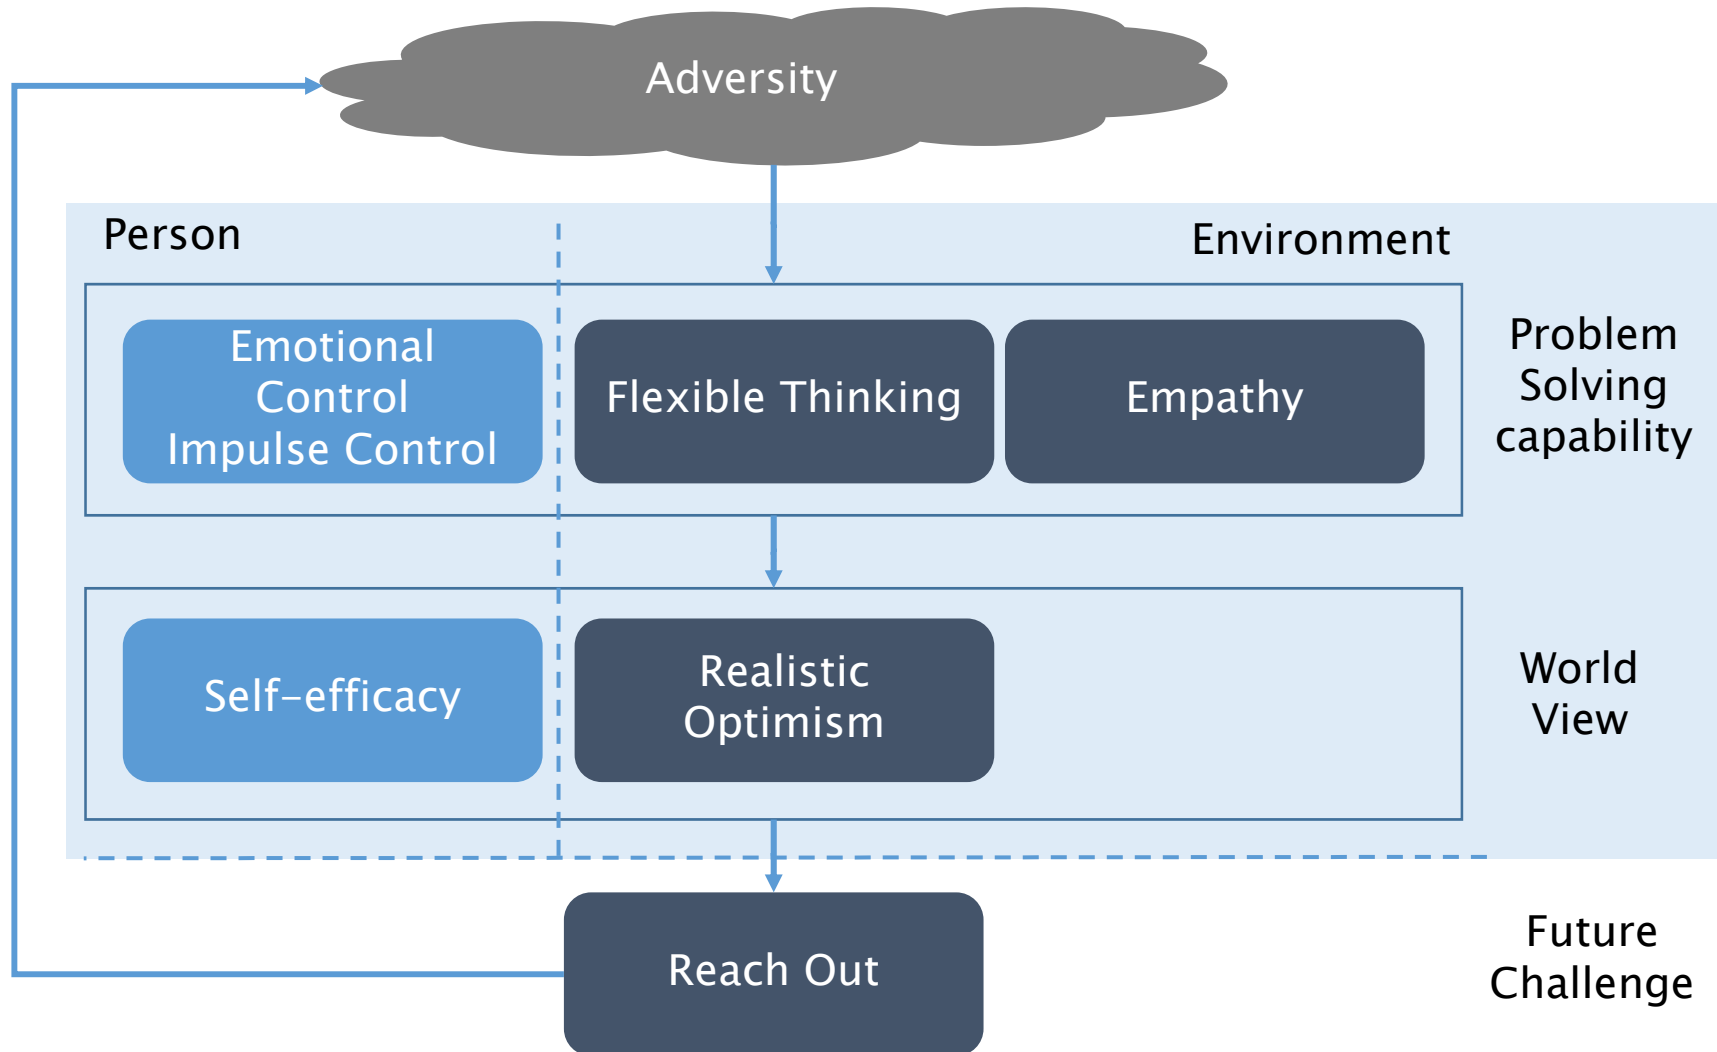 Adversity
Person
Environment
Emotional
Control
Impulse Control
Flexible Thinking
Empathy
Problem
Solving
capability
Self-efficacy
Realistic
Optimism
World
View
Reach Out
Future
Challenge